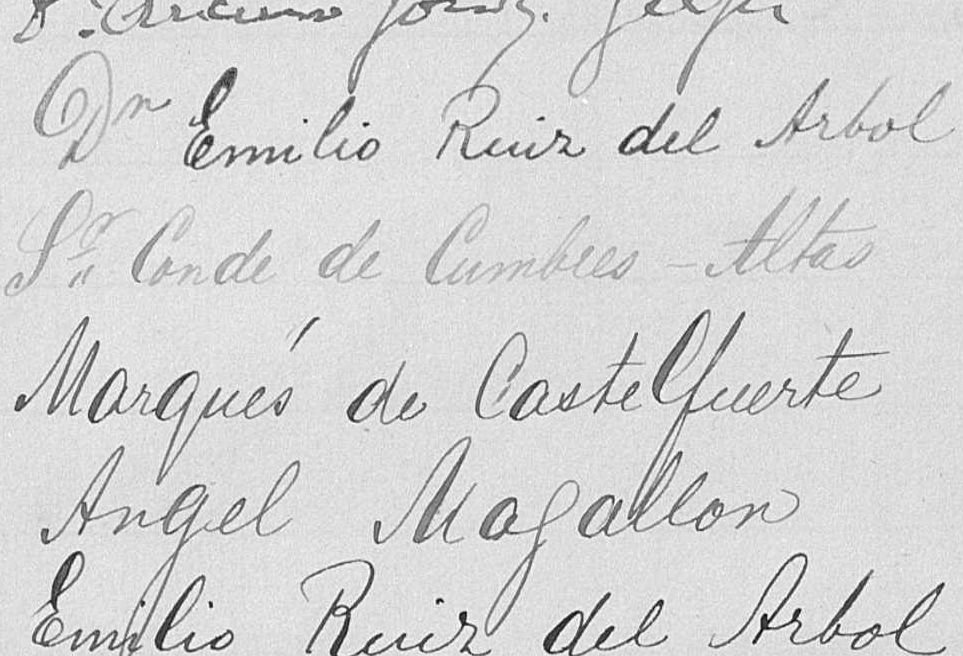 Dn Emilio Ruiz del Arbol
Sr. Conde de Cumbres-Altas
Marqués de Castelfuerte
Angel Magallon
Emilio Ruiz del Arbol